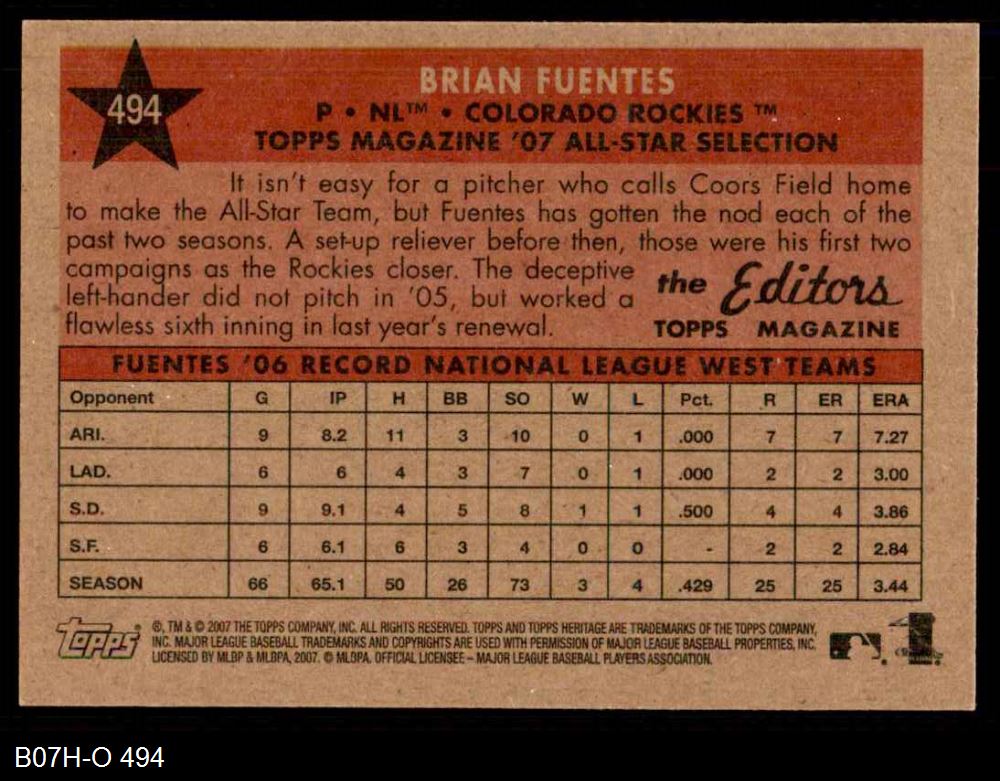 494
BRIAN FUENTES
P • NL™ • COLORADO ROCKIES ™
TOPPS MAGAZINE '07 ALL-STAR SELECTION
It isn't easy for a pitcher who calls Coors Field home
to make the All-Star Team, but Fuentes has gotten the nod each of the
past two seasons. A set-up reliever before then, those were his first two
campaigns as the Rockies closer. The deceptive
left-hander did not pitch in '05, but worked a
flawless sixth inning in last year's renewal.
the Editors
TOPPS MAGAZINE
FUENTES '06 RECORD NATIONAL LEAGUE WEST TEAMS
Opponent G IP H BB SO W L Pct. R ER ERA
ARI. 9 8.2 11 3 10 0 1 .000 7 7 7.27
LAD. 6 6 4 3 7 0 1 .000 2 2 3.00
S.D. 9 9.1 4 5 8 1 1 .500 4 4 3.86
S.F. 6 6.1 6 3 4 0 0 - 2 2 2.84
SEASON 66 65.1 50 26 73 3 4 .429 25 25 3.44
Topps®
®, TM & © 2007 THE TOPPS COMPANY, INC. ALL RIGHTS RESERVED. TOPPS AND TOPPS HERITAGE ARE TRADEMARKS OF THE TOPPS COMPANY,
INC. MAJOR LEAGUE BASEBALL TRADEMARKS AND COPYRIGHTS ARE USED WITH PERMISSION OF MAJOR LEAGUE BASEBALL PROPERTIES, INC.
LICENSED BY MLBP & MLBPA, 2007. © MLBPA. OFFICIAL LICENSEE – MAJOR LEAGUE BASEBALL PLAYERS ASSOCIATION.
B07H-O 494